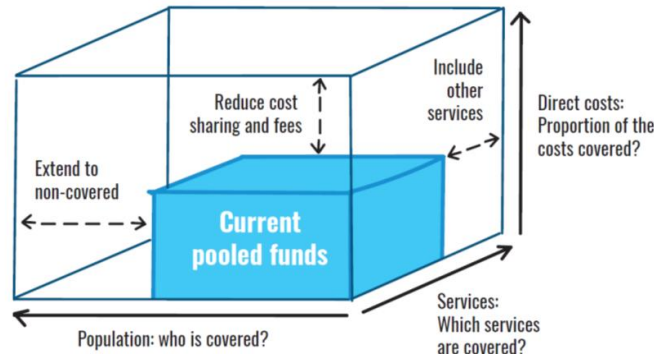 Include
other
services
Reduce cost
sharing and fees
Direct costs:
Proportion of the
costs covered?
Extend to
non-covered
Current
pooled funds
Services:
Which services
are covered?
Population: who is covered?